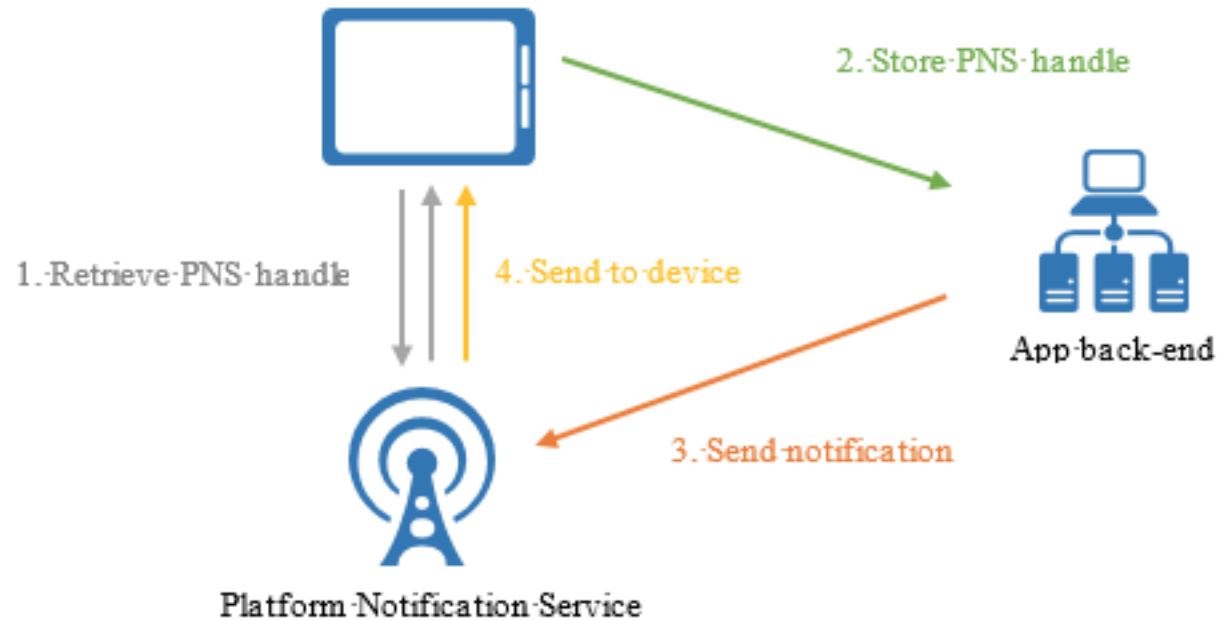 2. Store PNS handle
1. Retrieve PNS handle
4. Send to device
App back-end
3. Send notification
Platform Notification Service